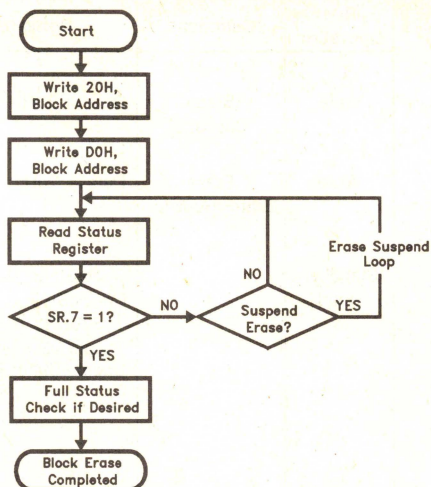 Start
Write 20H,
Block Address
Write D0H,
Block Address
Read Status
Register
Erase Suspend
Loop
NO
SR.7 = 1?
NO
Suspend
Erase?
YES
YES
Full Status
Check if Desired
Block Erase
Completed